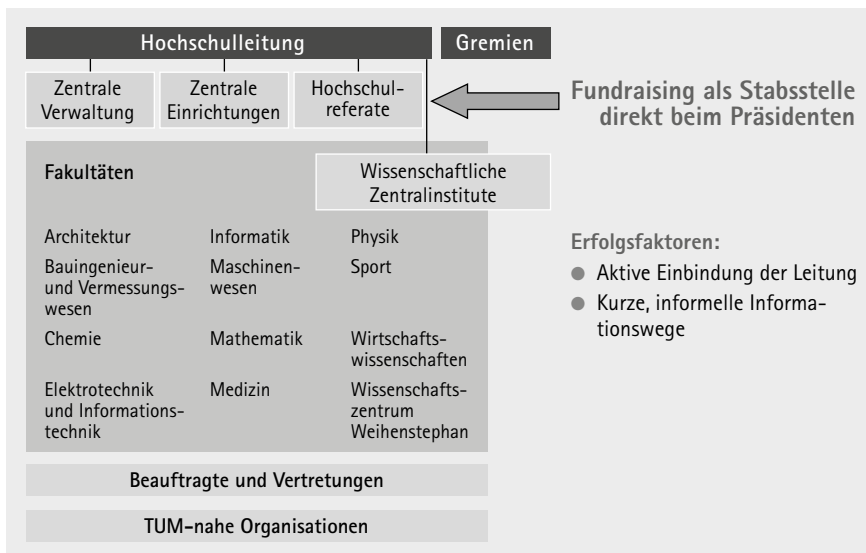 Hochschulleitung
Gremien
Zentrale
Verwaltung
Zentrale
Einrichtungen
Hochschul-
referate
Fundraising als Stabsstelle
direkt beim Präsidenten
Fakultäten
Wissenschaftliche
Zentralinstitute
Architektur
Informatik
Physik
Bauingenieur-
und Vermessungs-
wesen
Maschinen-
wesen
Sport
Chemie
Mathematik
Wirtschafts-
wissenschaften
Elektrotechnik
und Informations-
technik
Medizin
Wissenschafts-
zentrum
Weihenstephan
Erfolgsfaktoren:
● Aktive Einbindung der Leitung
● Kurze, informelle Informa-
tionswege
Beauftragte und Vertretungen
TUM-nahe Organisationen